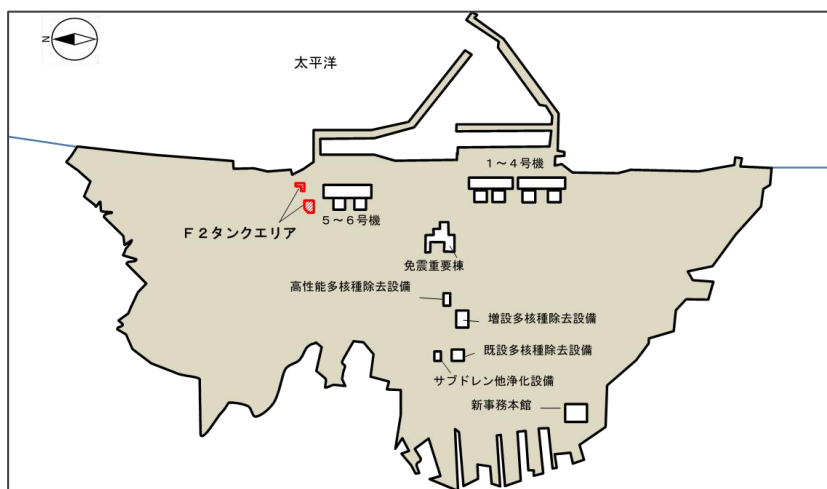 N
太平洋
１～４号機
５～６号機
Ｆ２タンクエリア
免震重要棟
高性能多核種除去設備
増設多核種除去設備
既設多核種除去設備
サブドレン他浄化設備
新事務本館